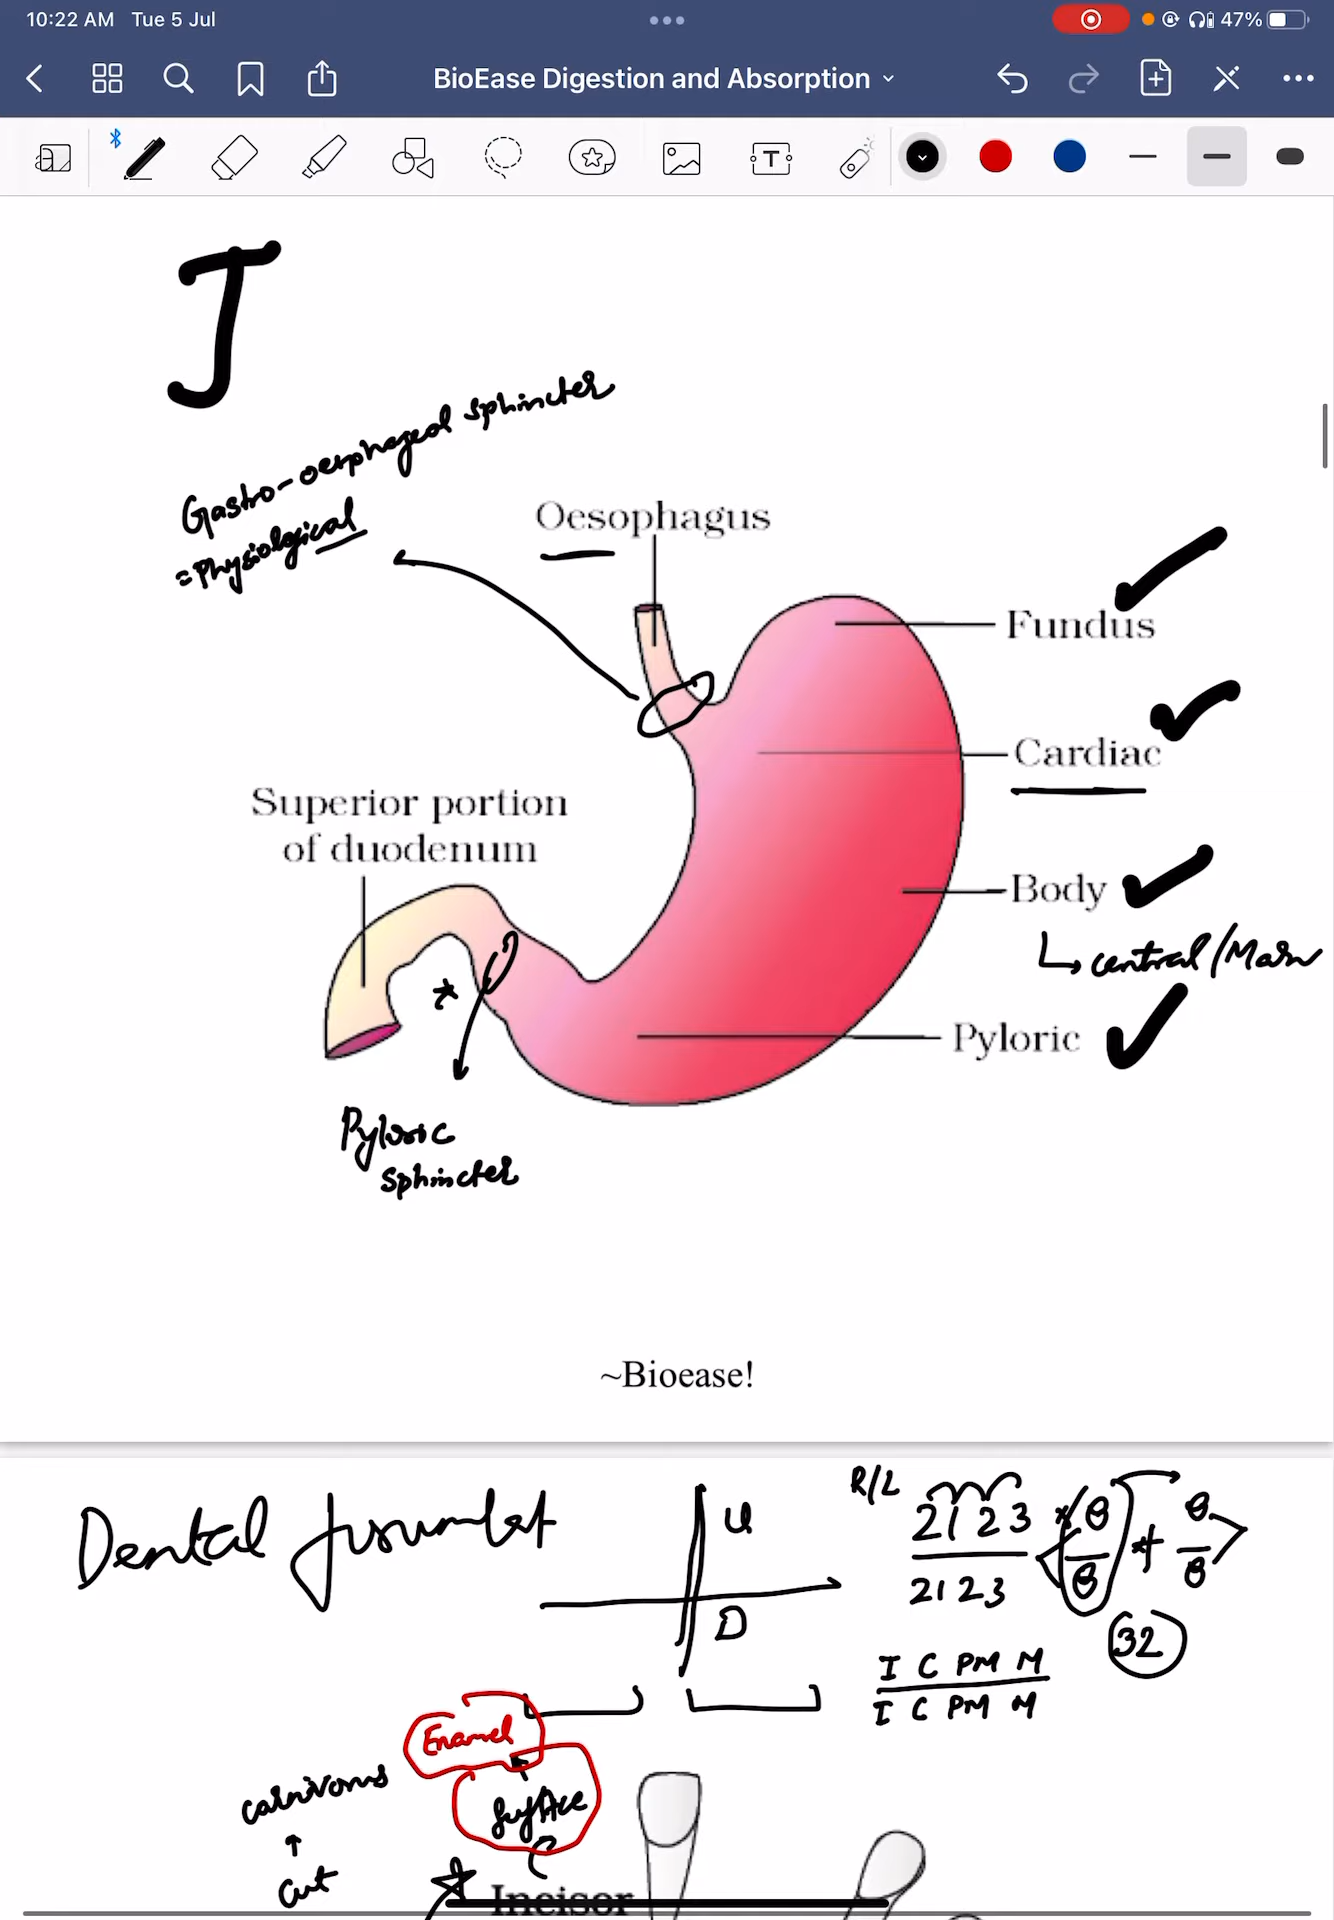 10:22 AM Tue 5 Jul
47%
BioEase Digestion and Absorption
J
Gastro-oesphageal sphincter
=Physiolgical
Oesophagus
Fundus
Cardiac
Superior portion
of duodenum
Body
central/Main
Pyloric
Pyloric
sphincter
~Bioease!
Dental
U
D
R/L
2123
2123
8
8
+
8
8
32
I C PM M
I C PM M
Enamel
Surface
carnivorous
cut
Incisor